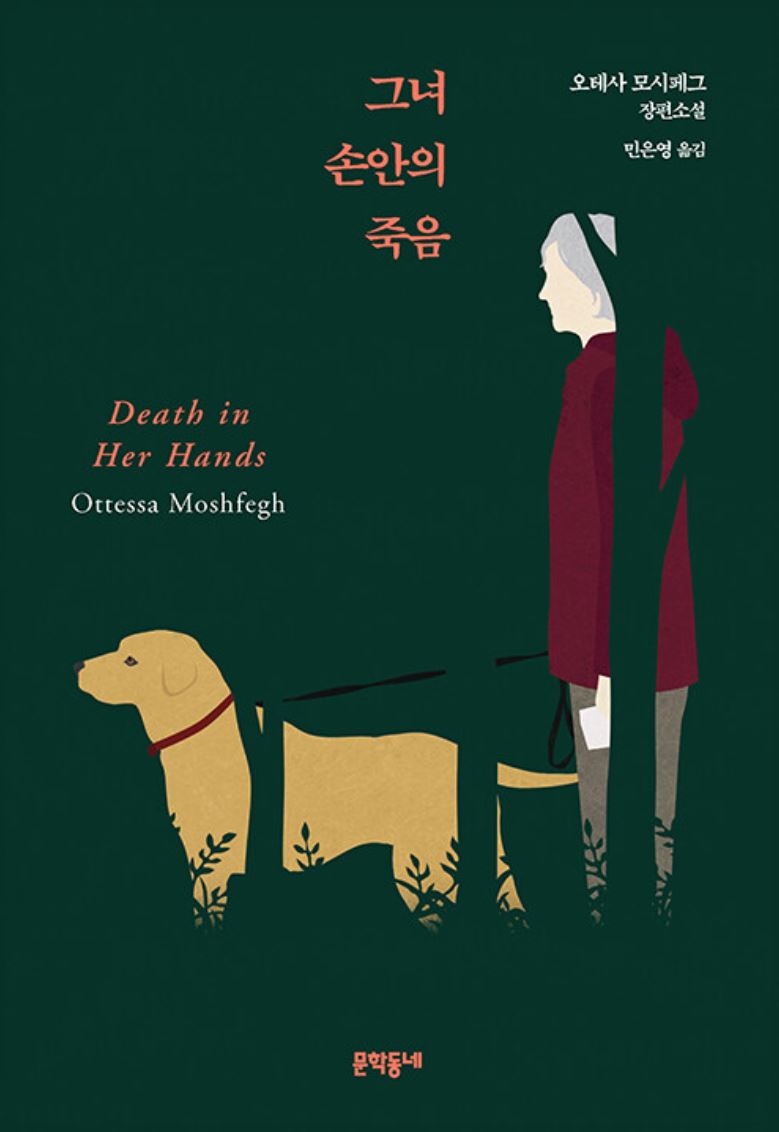 그녀
손안의
죽음
오테사 모시페그
장편소설
민은영 옮김
Death in
Her Hands
Ottessa Moshfegh
문학동네